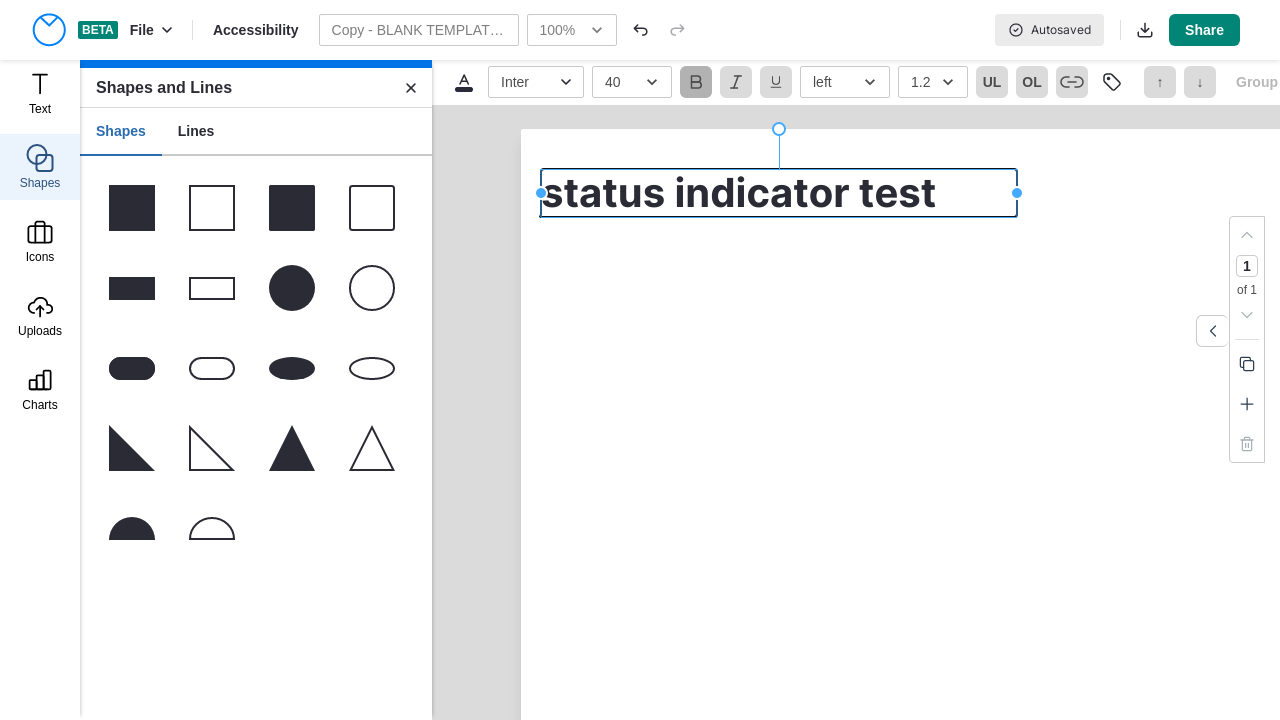 BETA
File
Accessibility
Copy - BLANK TEMPLAT…
100%
Autosaved
Share
Text
Shapes
Icons
Uploads
Charts
Shapes and Lines
Shapes
Lines
Inter
40
B
I
U
left
1.2
UL
OL
↑
↓
Group
status indicator test
1
of 1